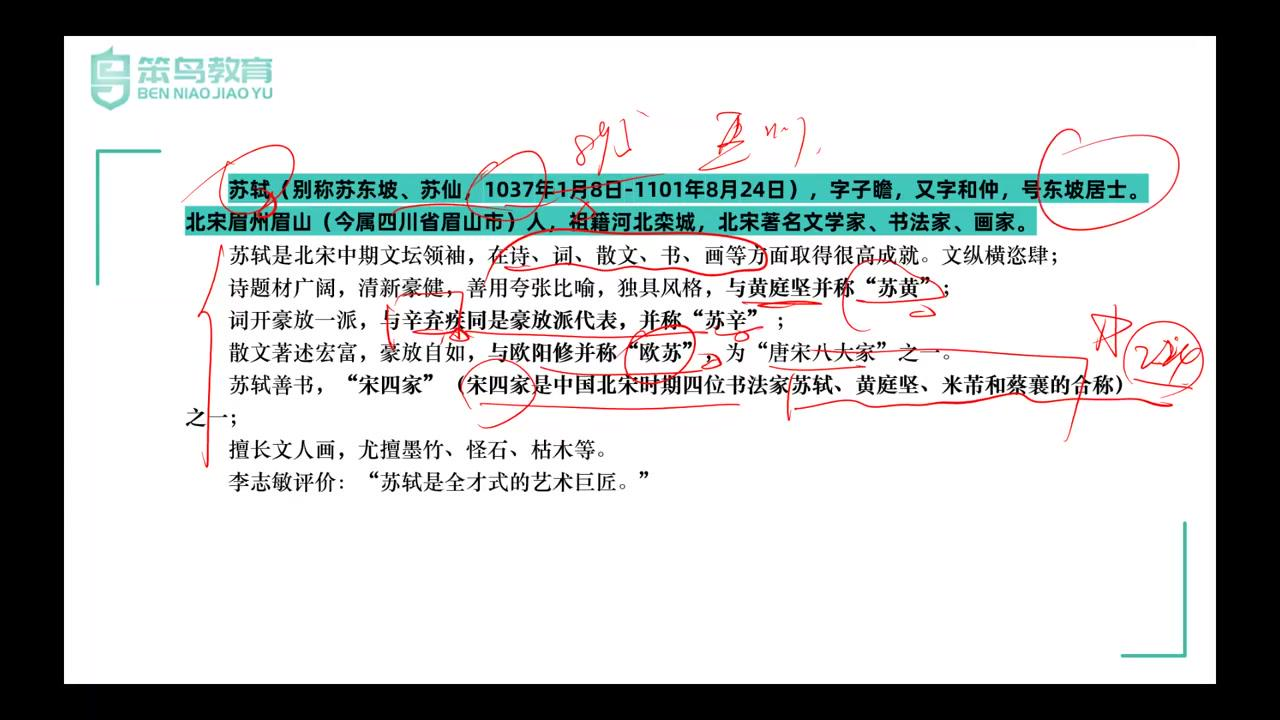 笨鸟教育
BEN NIAO JIAO YU
苏轼（别称苏东坡、苏仙，1037年1月8日-1101年8月24日），字子瞻，又字和仲，号东坡居士。
北宋眉州眉山（今属四川省眉山市）人，祖籍河北栾城，北宋著名文学家、书法家、画家。
苏轼是北宋中期文坛领袖，在诗、词、散文、书、画等方面取得很高成就。文纵横恣肆；
诗题材广阔，清新豪健，善用夸张比喻，独具风格，与黄庭坚并称“苏黄”；
词开豪放一派，与辛弃疾同是豪放派代表，并称“苏辛”；
散文著述宏富，豪放自如，与欧阳修并称“欧苏”，为“唐宋八大家”之一。
苏轼善书，“宋四家”（宋四家是中国北宋时期四位书法家苏轼、黄庭坚、米芾和蔡襄的合称）
之一；
擅长文人画，尤擅墨竹、怪石、枯木等。
李志敏评价：“苏轼是全才式的艺术巨匠。”